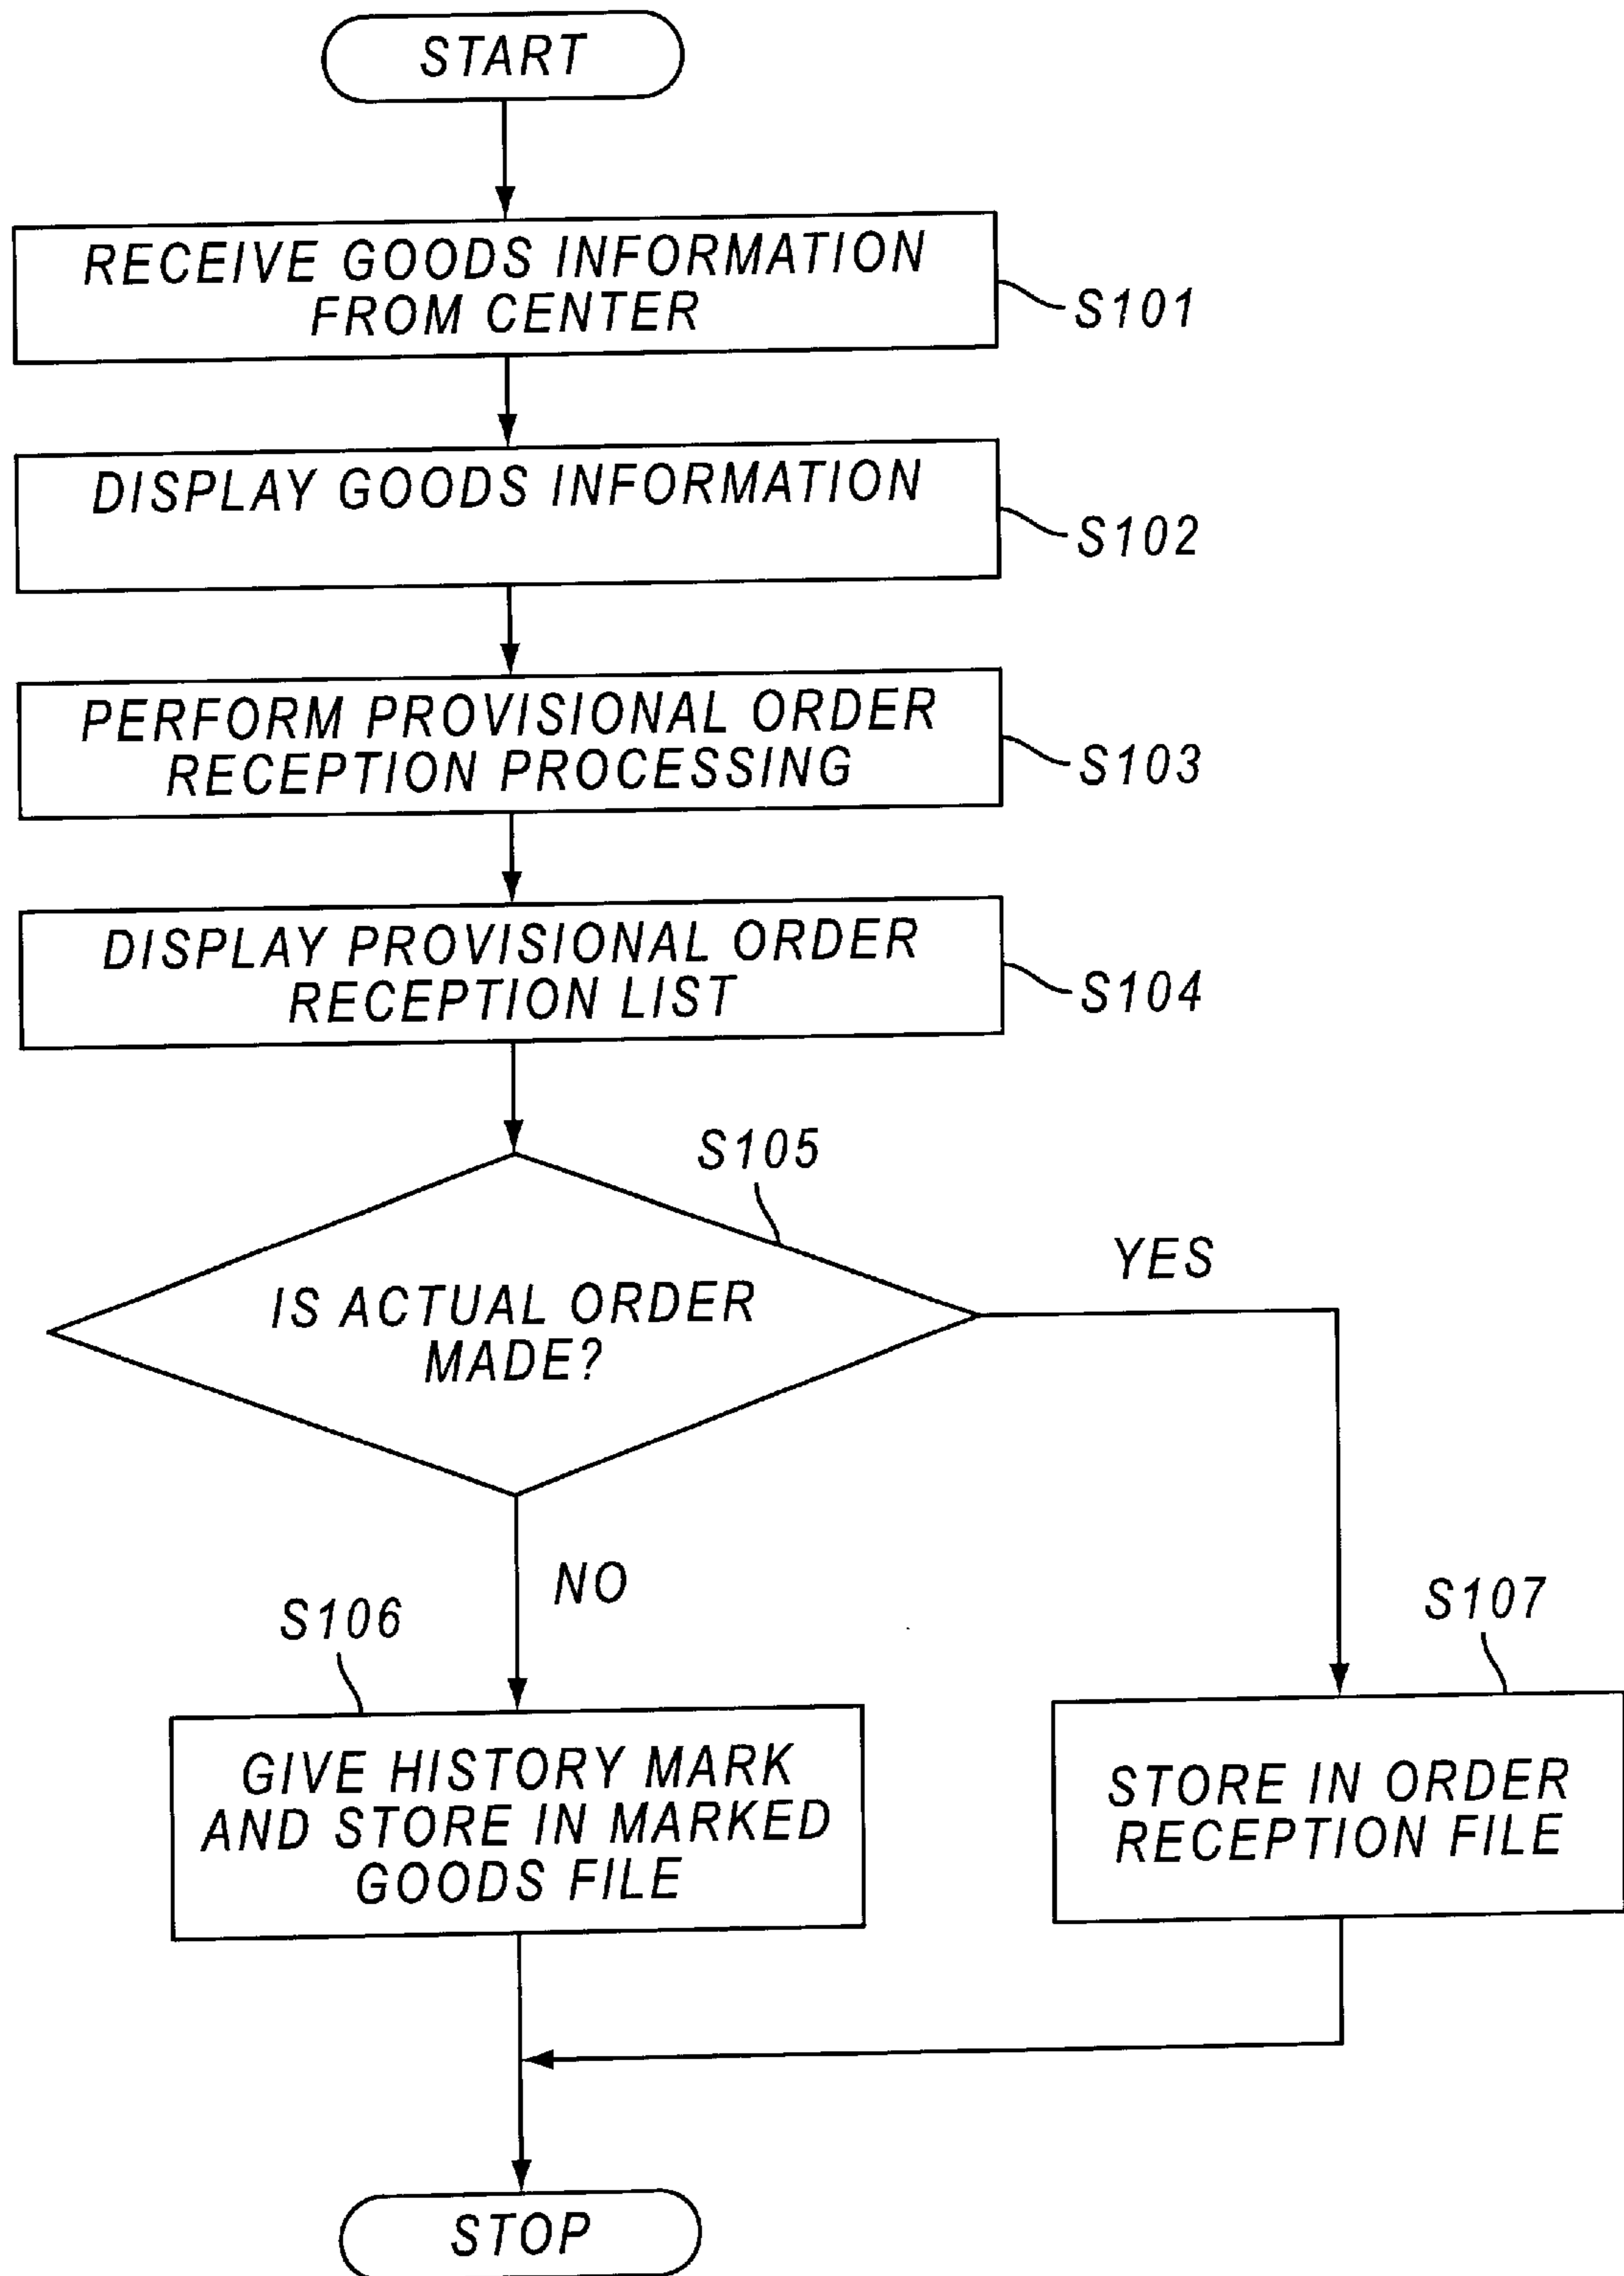 START
RECEIVE GOODS INFORMATION
FROM CENTER
S101
DISPLAY GOODS INFORMATION
S102
PERFORM PROVISIONAL ORDER
RECEPTION PROCESSING
S103
DISPLAY PROVISIONAL ORDER
RECEPTION LIST
S104
S105
IS ACTUAL ORDER
MADE?
YES
NO
S106
GIVE HISTORY MARK
AND STORE IN MARKED
GOODS FILE
S107
STORE IN ORDER
RECEPTION FILE
STOP